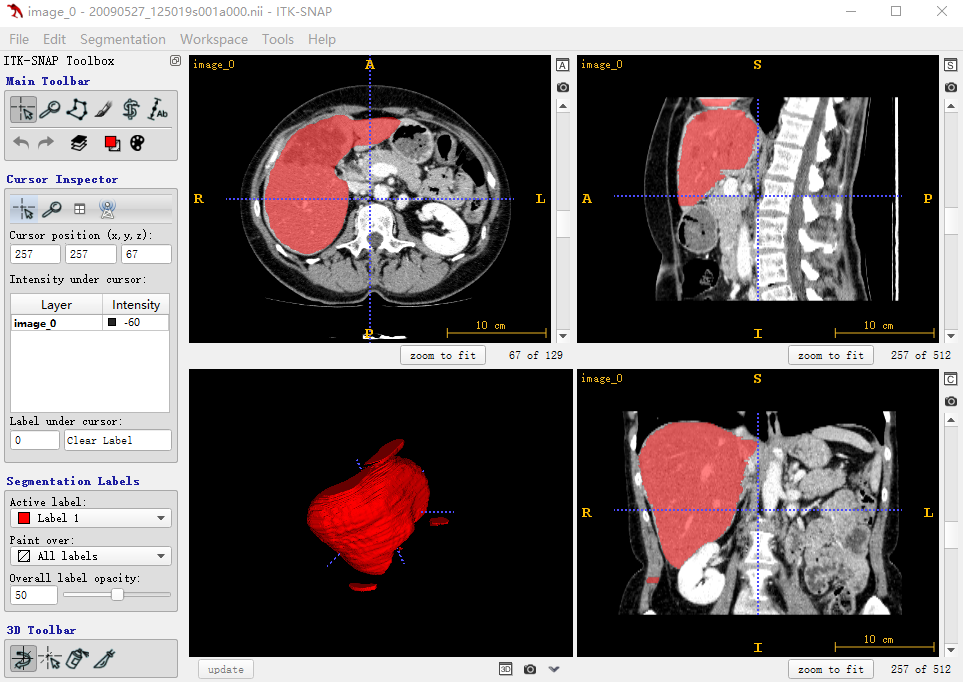 image_0 - 20090527_125019s001a000.nii - ITK-SNAP
File Edit Segmentation Workspace Tools Help
ITK-SNAP Toolbox
Main Toolbar
Ab
Cursor Inspector
Cursor position (x,y,z):
257 257 67
Intensity under cursor:
Layer Intensity
image_0 -60
Label under cursor:
0 Clear Label
Segmentation Labels
Active label:
Label 1
Paint over:
All labels
Overall label opacity:
50
3D Toolbar
image_0
A
R
L
P
10 cm
A
zoom to fit
67 of 129
image_0
S
A
P
I
10 cm
S
zoom to fit
257 of 512
update
3D
image_0
S
R
L
I
10 cm
C
zoom to fit
257 of 512